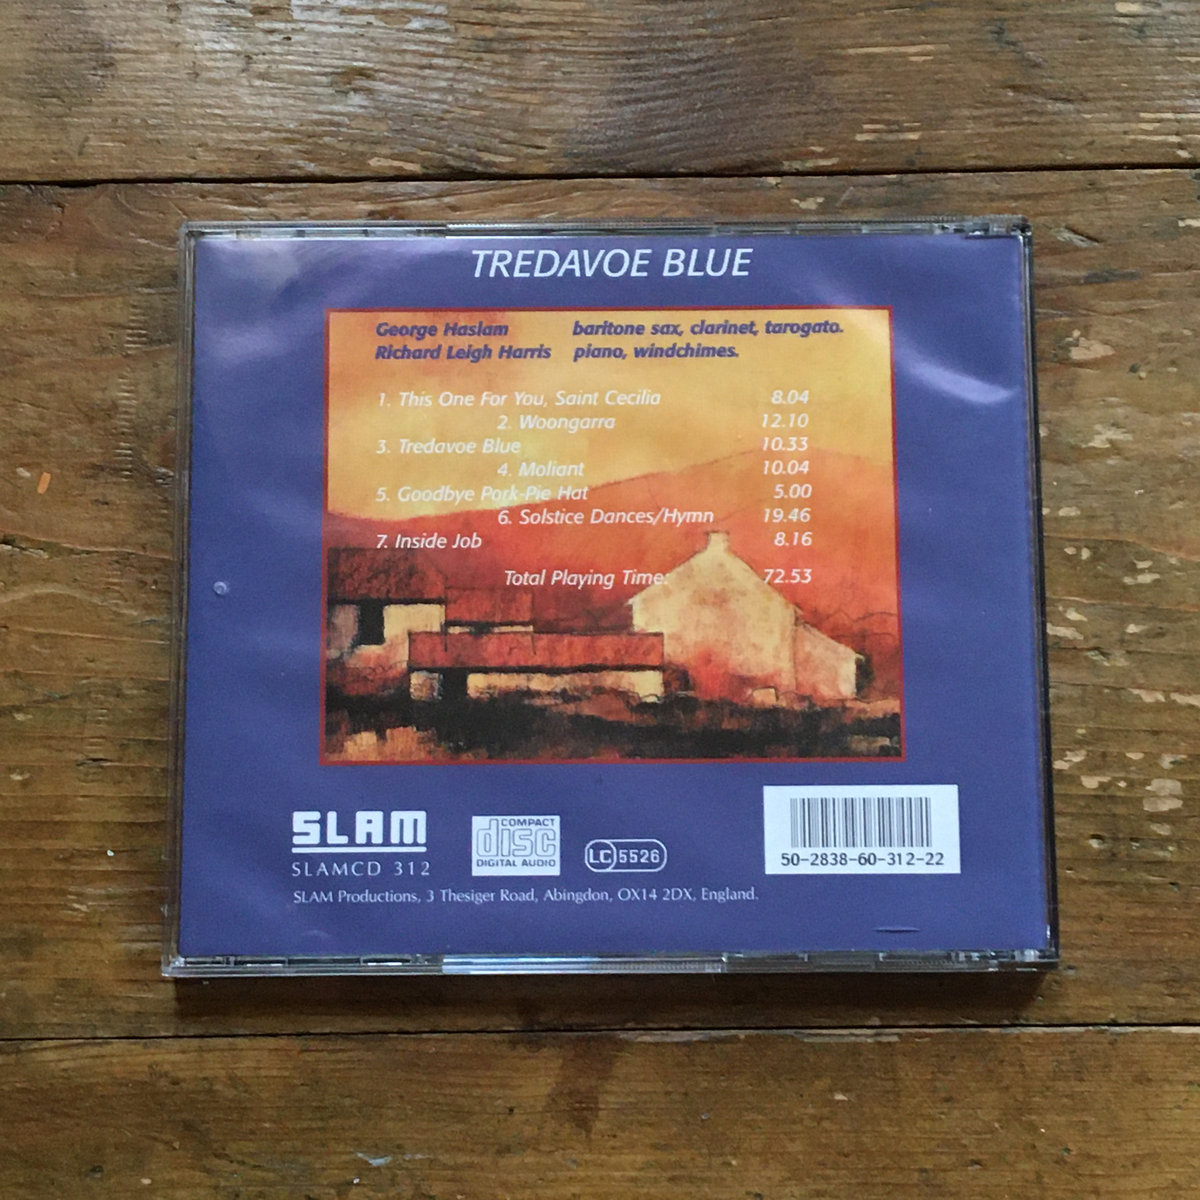 TREDAVOE BLUE
George Haslam baritone sax, clarinet, tarogato.
Richard Leigh Harris piano, windchimes.
1. This One For You, Saint Cecilia 8.04
2. Woongarra 12.10
3. Tredavoe Blue 10.33
4. Moliant 10.04
5. Goodbye Pork-Pie Hat 5.00
6. Solstice Dances/Hymn 19.46
7. Inside Job 8.16
Total Playing Time: 72.53
SLAM
SLAMCD 312
COMPACT
disc
DIGITAL AUDIO
LC 5526
50-2838-60-312-22
SLAM Productions, 3 Thesiger Road, Abingdon, OX14 2DX, England.